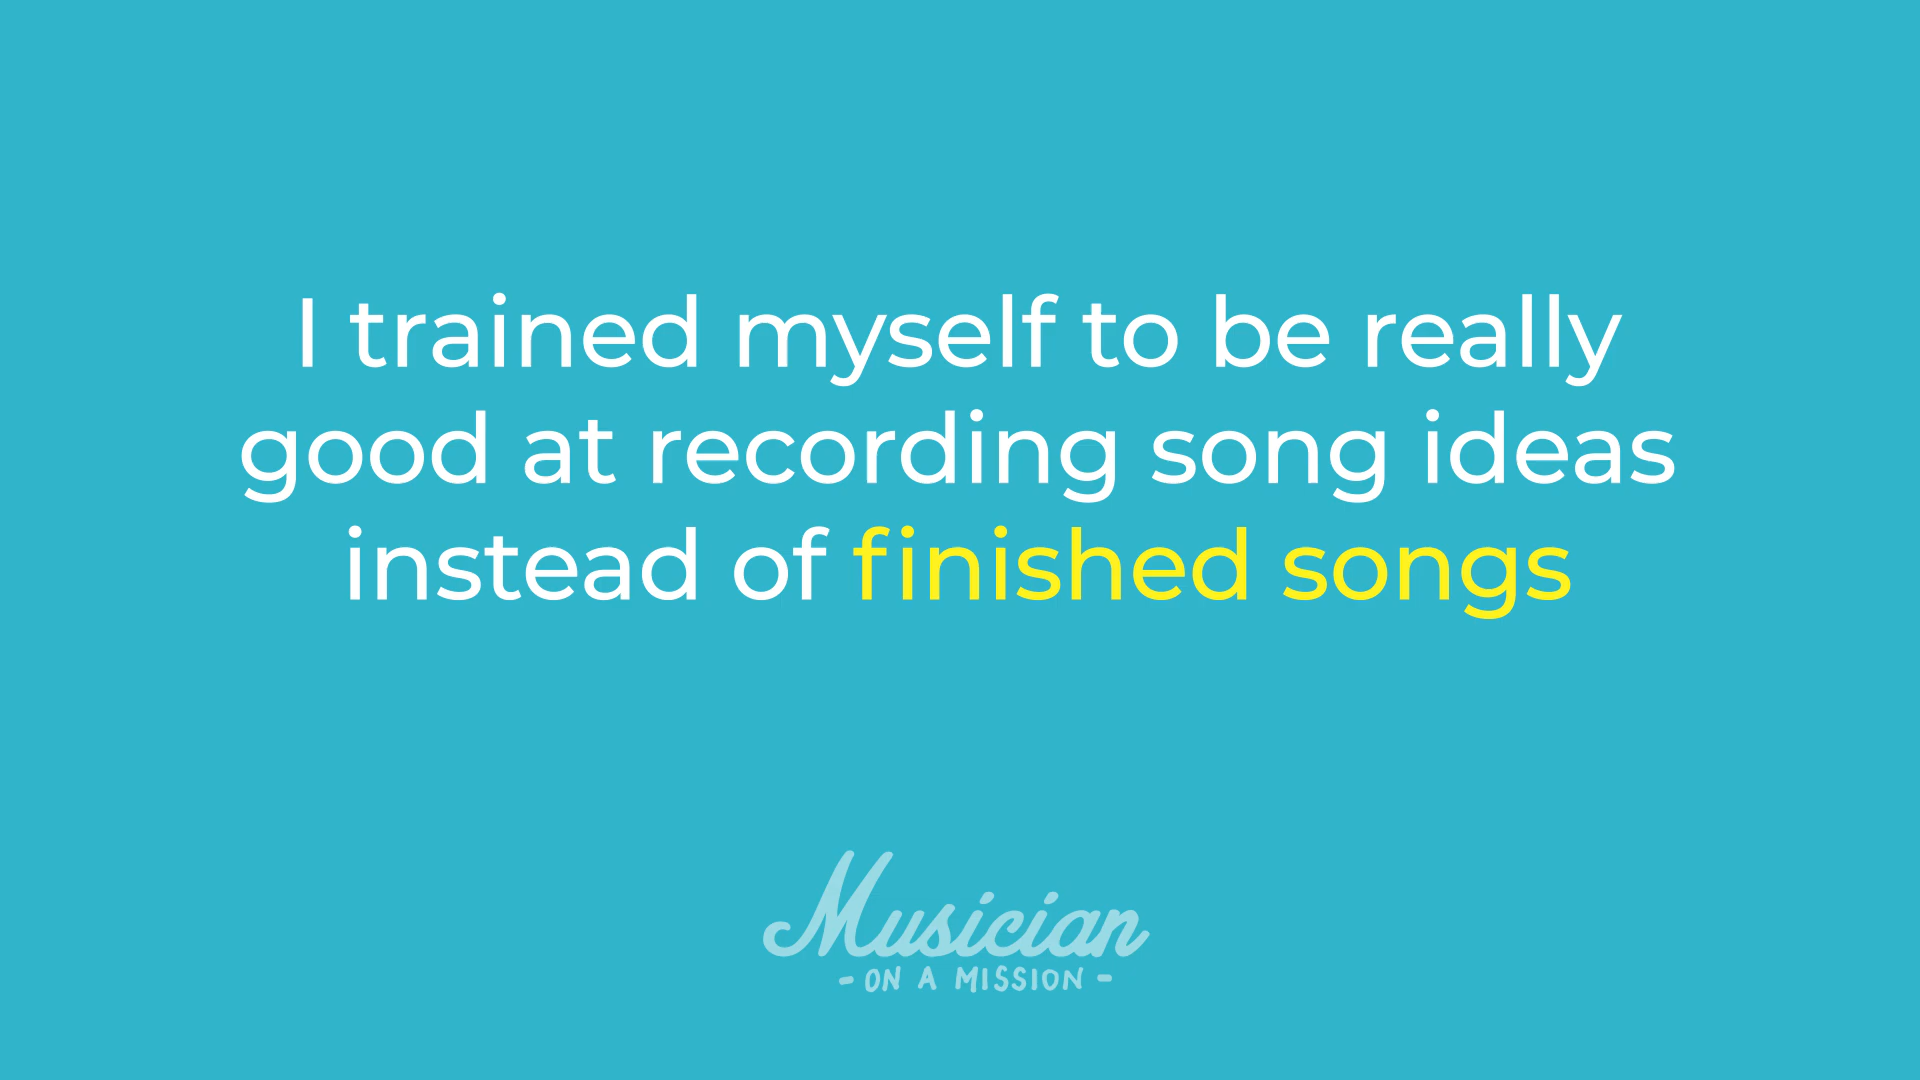 I trained myself to be really
good at recording song ideas
instead of finished songs
Musician
- ON A MISSION -